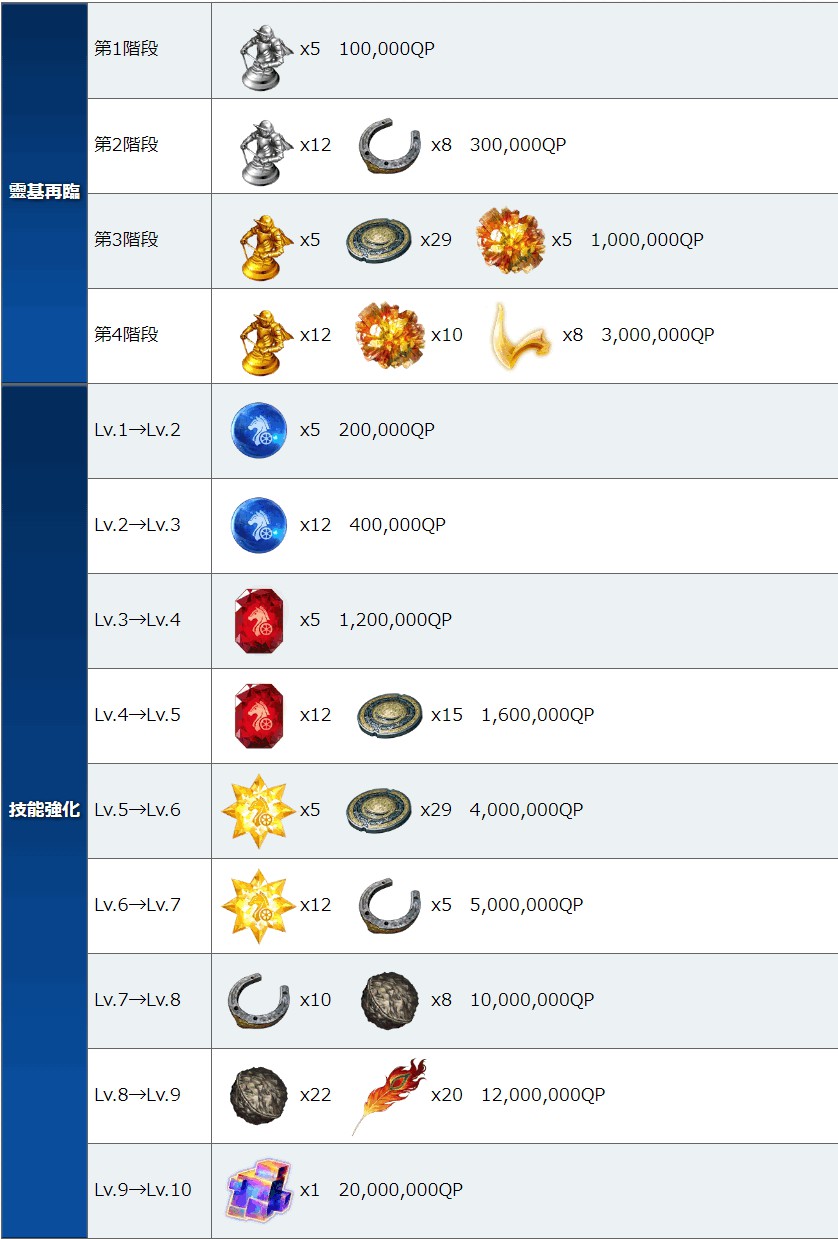 靈基再臨
第1階段 x5 100,000QP
第2階段 x12 x8 300,000QP
第3階段 x5 x29 x5 1,000,000QP
第4階段 x12 x10 x8 3,000,000QP
技能強化
Lv.1→Lv.2 x5 200,000QP
Lv.2→Lv.3 x12 400,000QP
Lv.3→Lv.4 x5 1,200,000QP
Lv.4→Lv.5 x12 x15 1,600,000QP
Lv.5→Lv.6 x5 x29 4,000,000QP
Lv.6→Lv.7 x12 x5 5,000,000QP
Lv.7→Lv.8 x10 x8 10,000,000QP
Lv.8→Lv.9 x22 x20 12,000,000QP
Lv.9→Lv.10 x1 20,000,000QP